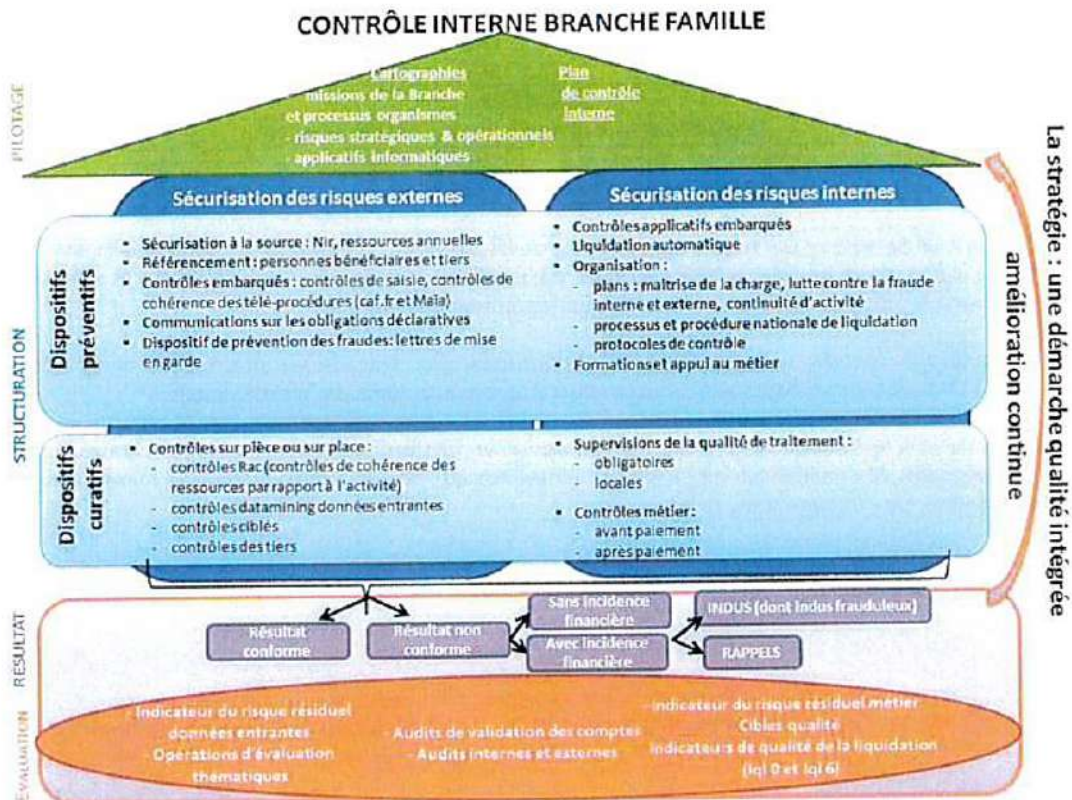 CONTRÔLE INTERNE BRANCHE FAMILLE
PILOTAGE
Cartographies
missions de la Branche
et processus organismes
- risques stratégiques & opérationnels
- applicatifs informatiques
Plan
de contrôle
interne
La stratégie : une démarche qualité intégrée
amélioration continue
STRUCTURATION
Sécurisation des risques externes
Sécurisation des risques internes
Dispositifs
préventifs
▪ Sécurisation à la source : Nir, ressources annuelles
▪ Référencement : personnes bénéficiaires et tiers
▪ Contrôles embarqués : contrôles de saisie, contrôles de
cohérence des télé-procédures (caf.fr et Maia)
▪ Communications sur les obligations déclaratives
▪ Dispositif de prévention des fraudes: lettres de mise
en garde
▪ Contrôles applicatifs embarqués
▪ Liquidation automatique
▪ Organisation :
- plans : maîtrise de la charge, lutte contre la fraude
interne et externe, continuité d'activité
- processus et procédure nationale de liquidation
- protocoles de contrôle
▪ Formations et appui au métier
Dispositifs
curatifs
▪ Contrôles sur pièce ou sur place :
- contrôles Rac (contrôles de cohérence des
ressources par rapport à l'activité)
- contrôles datamining données entrantes
- contrôles ciblés
- contrôles des tiers
▪ Supervisions de la qualité de traitement :
- obligatoires
- locales
▪ Contrôles métier :
- avant paiement
- après paiement
RESULTAT
Résultat
conforme
Résultat non
conforme
Sans incidence
financière
Avec incidence
financière
INDUS (dont Indus frauduleux)
RAPPELS
EVALUATION
- Indicateur du risque résiduel
données entrantes
- Opérations d'évaluation
thématiques
- Audits de validation des comptes
- Audits internes et externes
- Indicateur du risque résiduel métier
Cibles qualité
Indicateurs de qualité de la liquidation
(Iql 0 et Iql 6)